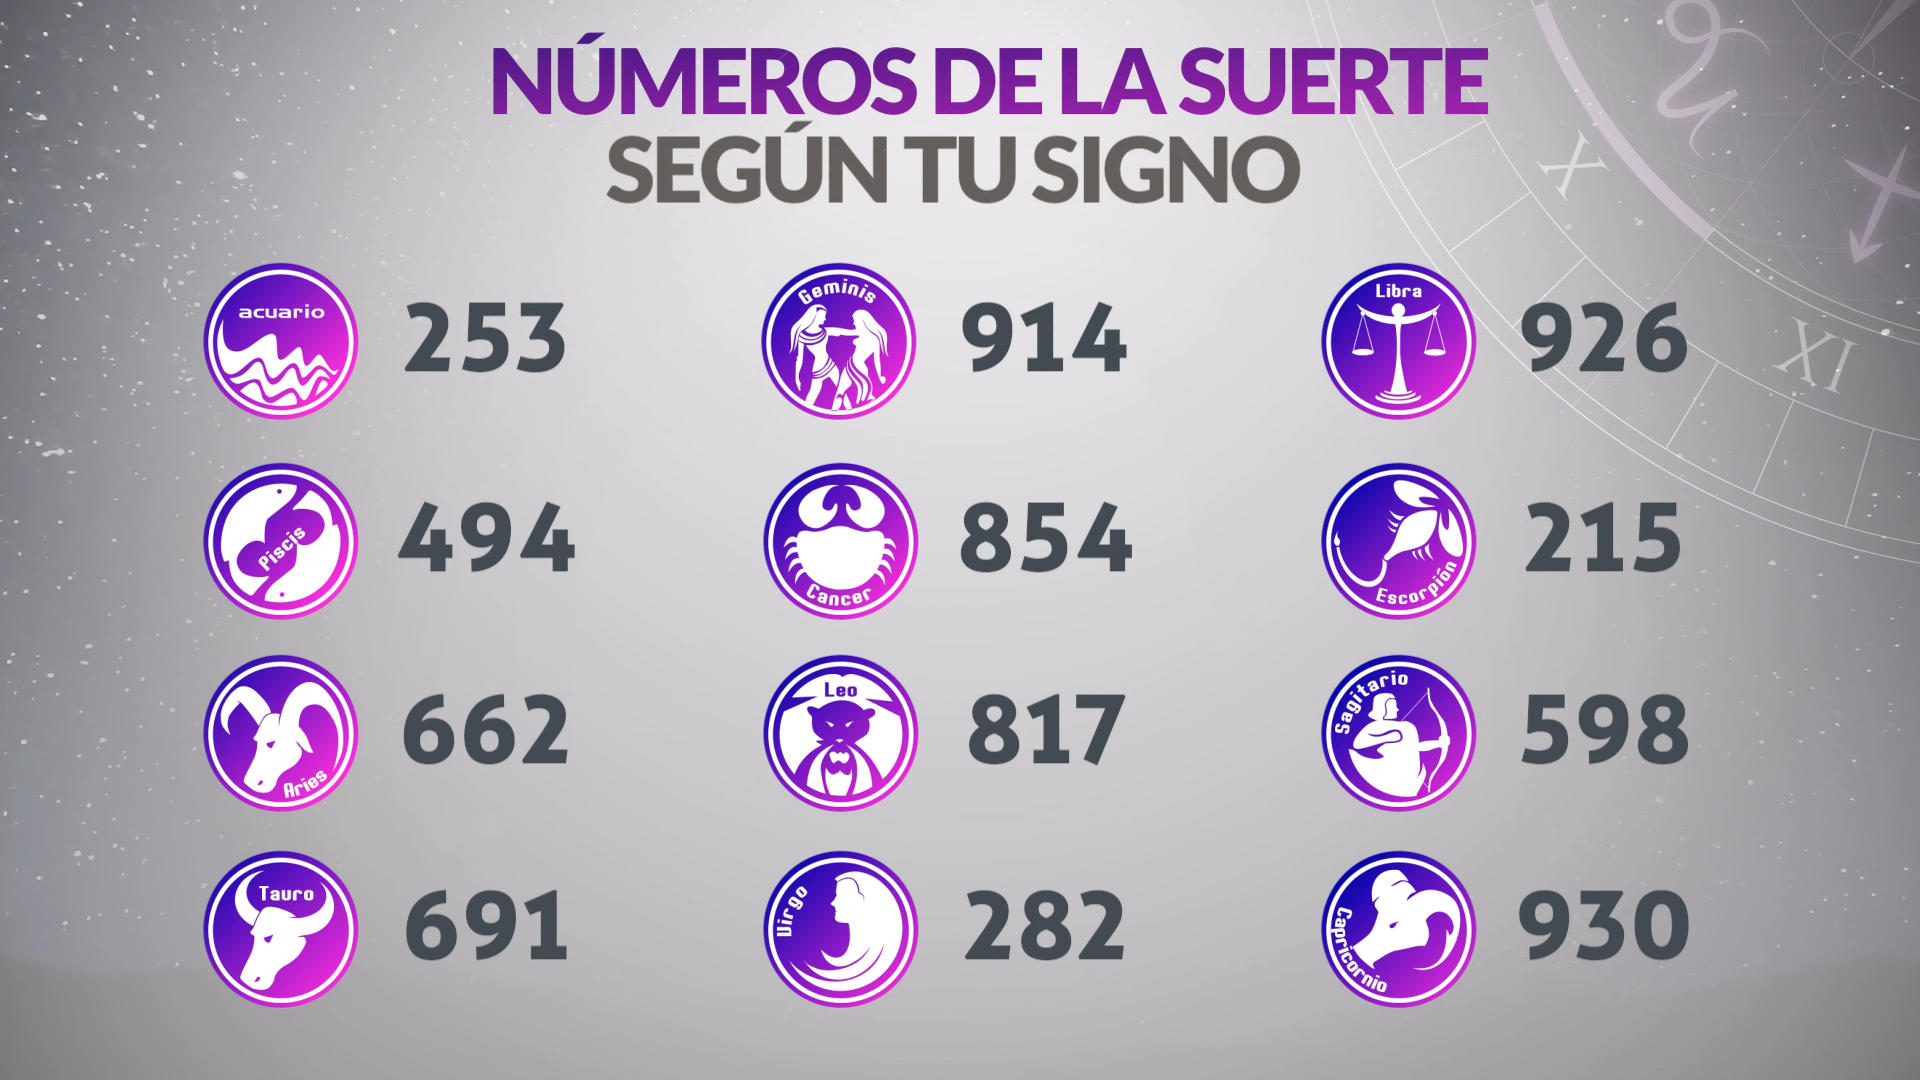 NÚMEROS DE LA SUERTE
SEGÚN TU SIGNO
acuario 253
Geminis 914
Libra 926
Piscis 494
Cancer 854
Escorpión 215
Aries 662
Leo 817
Sagitario 598
Tauro 691
Virgo 282
Capricornio 930
X
XI